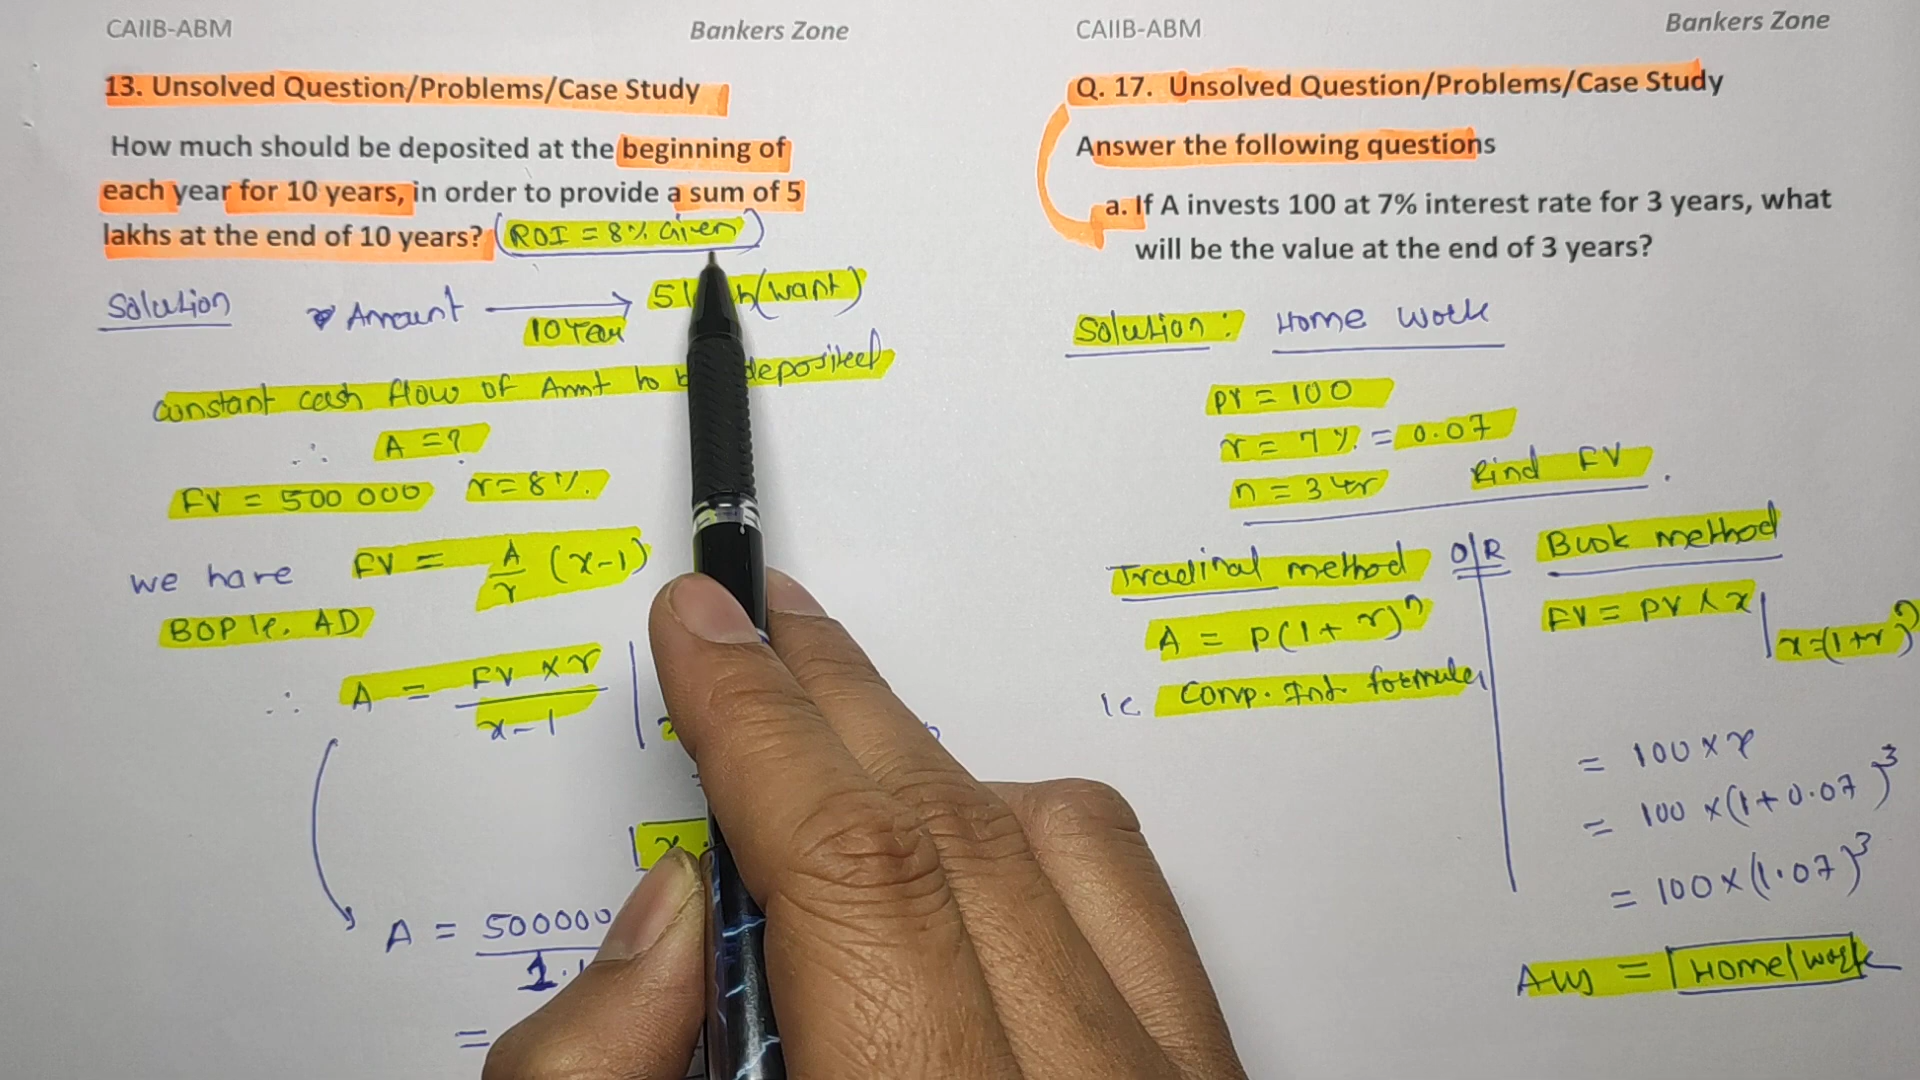 CAIIB-ABM
Bankers Zone
13. Unsolved Question/Problems/Case Study
How much should be deposited at the beginning of
each year for 10 years, in order to provide a sum of 5
lakhs at the end of 10 years? (ROI = 8% Given)
Solution
Amount
10 Year
5 (want)
constant cash flow of Amnt to deposited
∴ A = ?
FV = 500 000 r = 8%
we have FV = A/r (x-1)
BOP ie. AD
∴ A = FV × r / x-1
A = 500000
1.
=
CAIIB-ABM
Bankers Zone
Q. 17. Unsolved Question/Problems/Case Study
Answer the following questions
a. If A invests 100 at 7% interest rate for 3 years, what
will be the value at the end of 3 years?
Solution: Home Work
PV = 100
r = 7% = 0.07
n = 3 yr Find FV.
Tradinal method O/R Book method
A = P(1 + r)^n
FV = PV × x | x = (1+r)^n
ie Comp. Int. formula
= 100 × x
= 100 × (1 + 0.07)^3
= 100 × (1.07)^3
Ans = Home/work